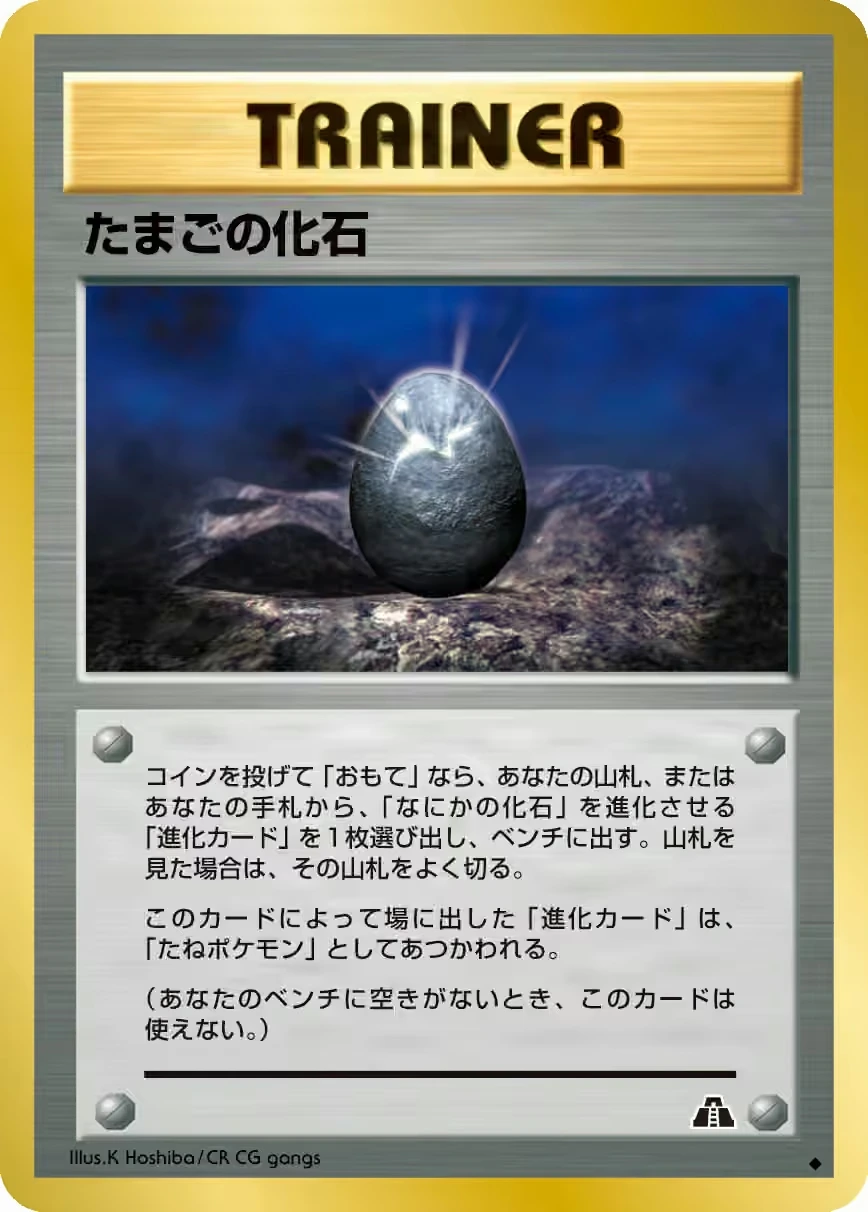 TRAINER
たまごの化石
コインを投げて「おもて」なら、あなたの山札、または
あなたの手札から、「なにかの化石」を進化させる
「進化カード」を1枚選び出し、ベンチに出す。山札を
見た場合は、その山札をよく切る。
このカードによって場に出した「進化カード」は、
「たねポケモン」としてあつかわれる。
（あなたのベンチに空きがないとき、このカードは
使えない。）
Illus.K Hoshiba/CR CG gangs